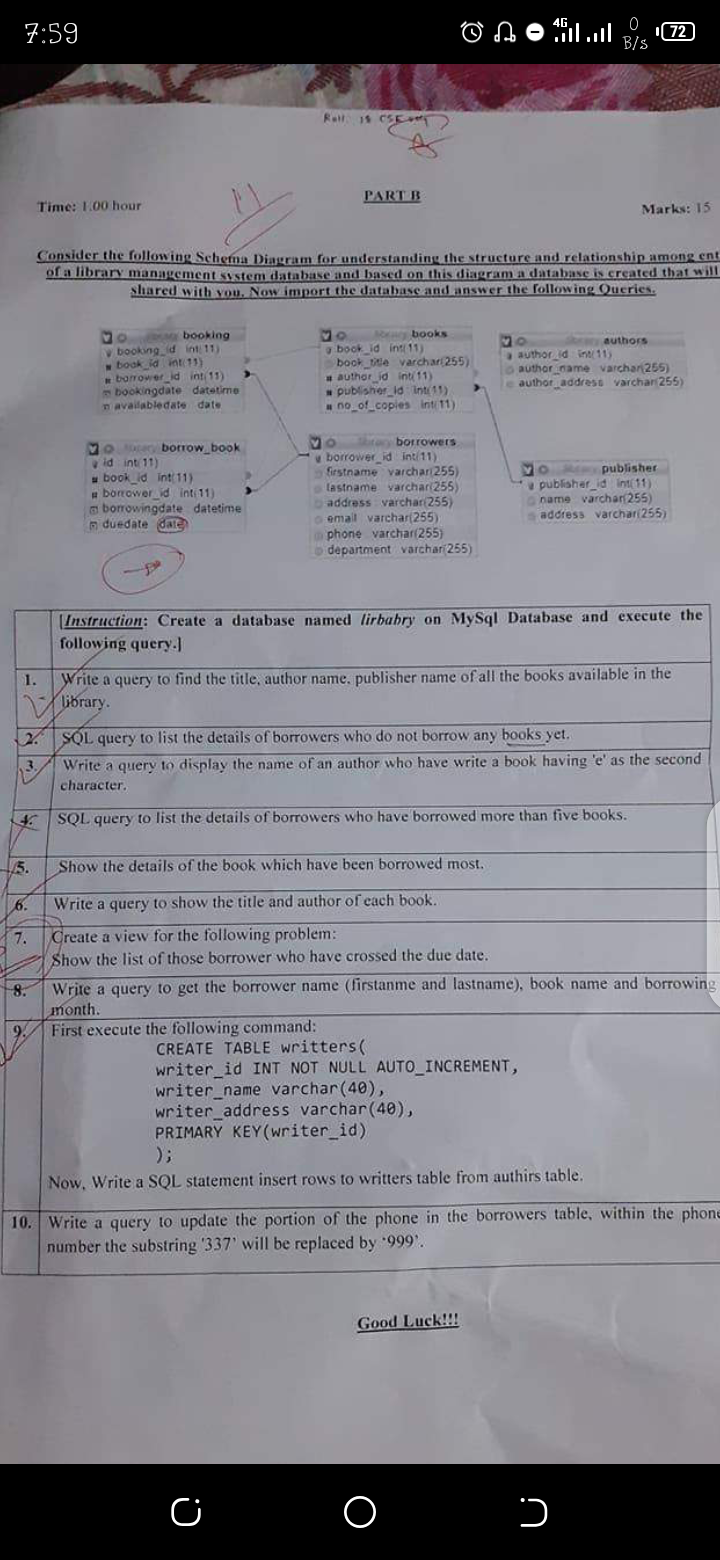 7:59
4G
0
B/s
72
Roll: 18 CSE
11
PART B
Time: 1.00 hour
Marks: 15
Consider the following Schema Diagram for understanding the structure and relationship among ent
of a library management system database and based on this diagram a database is created that will
shared with you. Now import the database and answer the following Queries.
library booking
booking_id int(11)
book_id int(11)
borrower_id int(11)
bookingdate datetime
availabledate date
library books
book_id int(11)
book_title varchar(255)
author_id int(11)
publisher_id int(11)
no_of_copies int(11)
library authors
author_id int(11)
author_name varchar(255)
author_address varchar(255)
library borrow_book
id int(11)
book_id int(11)
borrower_id int(11)
borrowingdate datetime
duedate date
library borrowers
borrower_id int(11)
firstname varchar(255)
lastname varchar(255)
address varchar(255)
email varchar(255)
phone varchar(255)
department varchar(255)
library publisher
publisher_id int(11)
name varchar(255)
address varchar(255)
[Instruction: Create a database named lirbabry on MySql Database and execute the
following query.]
1. Write a query to find the title, author name, publisher name of all the books available in the
library.
2. SQL query to list the details of borrowers who do not borrow any books yet.
3. Write a query to display the name of an author who have write a book having 'e' as the second
character.
4. SQL query to list the details of borrowers who have borrowed more than five books.
5. Show the details of the book which have been borrowed most.
6. Write a query to show the title and author of each book.
7. Create a view for the following problem:
Show the list of those borrower who have crossed the due date.
8. Write a query to get the borrower name (firstanme and lastname), book name and borrowing
month.
9. First execute the following command:
CREATE TABLE writters(
writer_id INT NOT NULL AUTO_INCREMENT,
writer_name varchar(40),
writer_address varchar(40),
PRIMARY KEY(writer_id)
);
Now, Write a SQL statement insert rows to writters table from authirs table.
10. Write a query to update the portion of the phone in the borrowers table, within the phone
number the substring '337' will be replaced by '999'.
Good Luck!!!